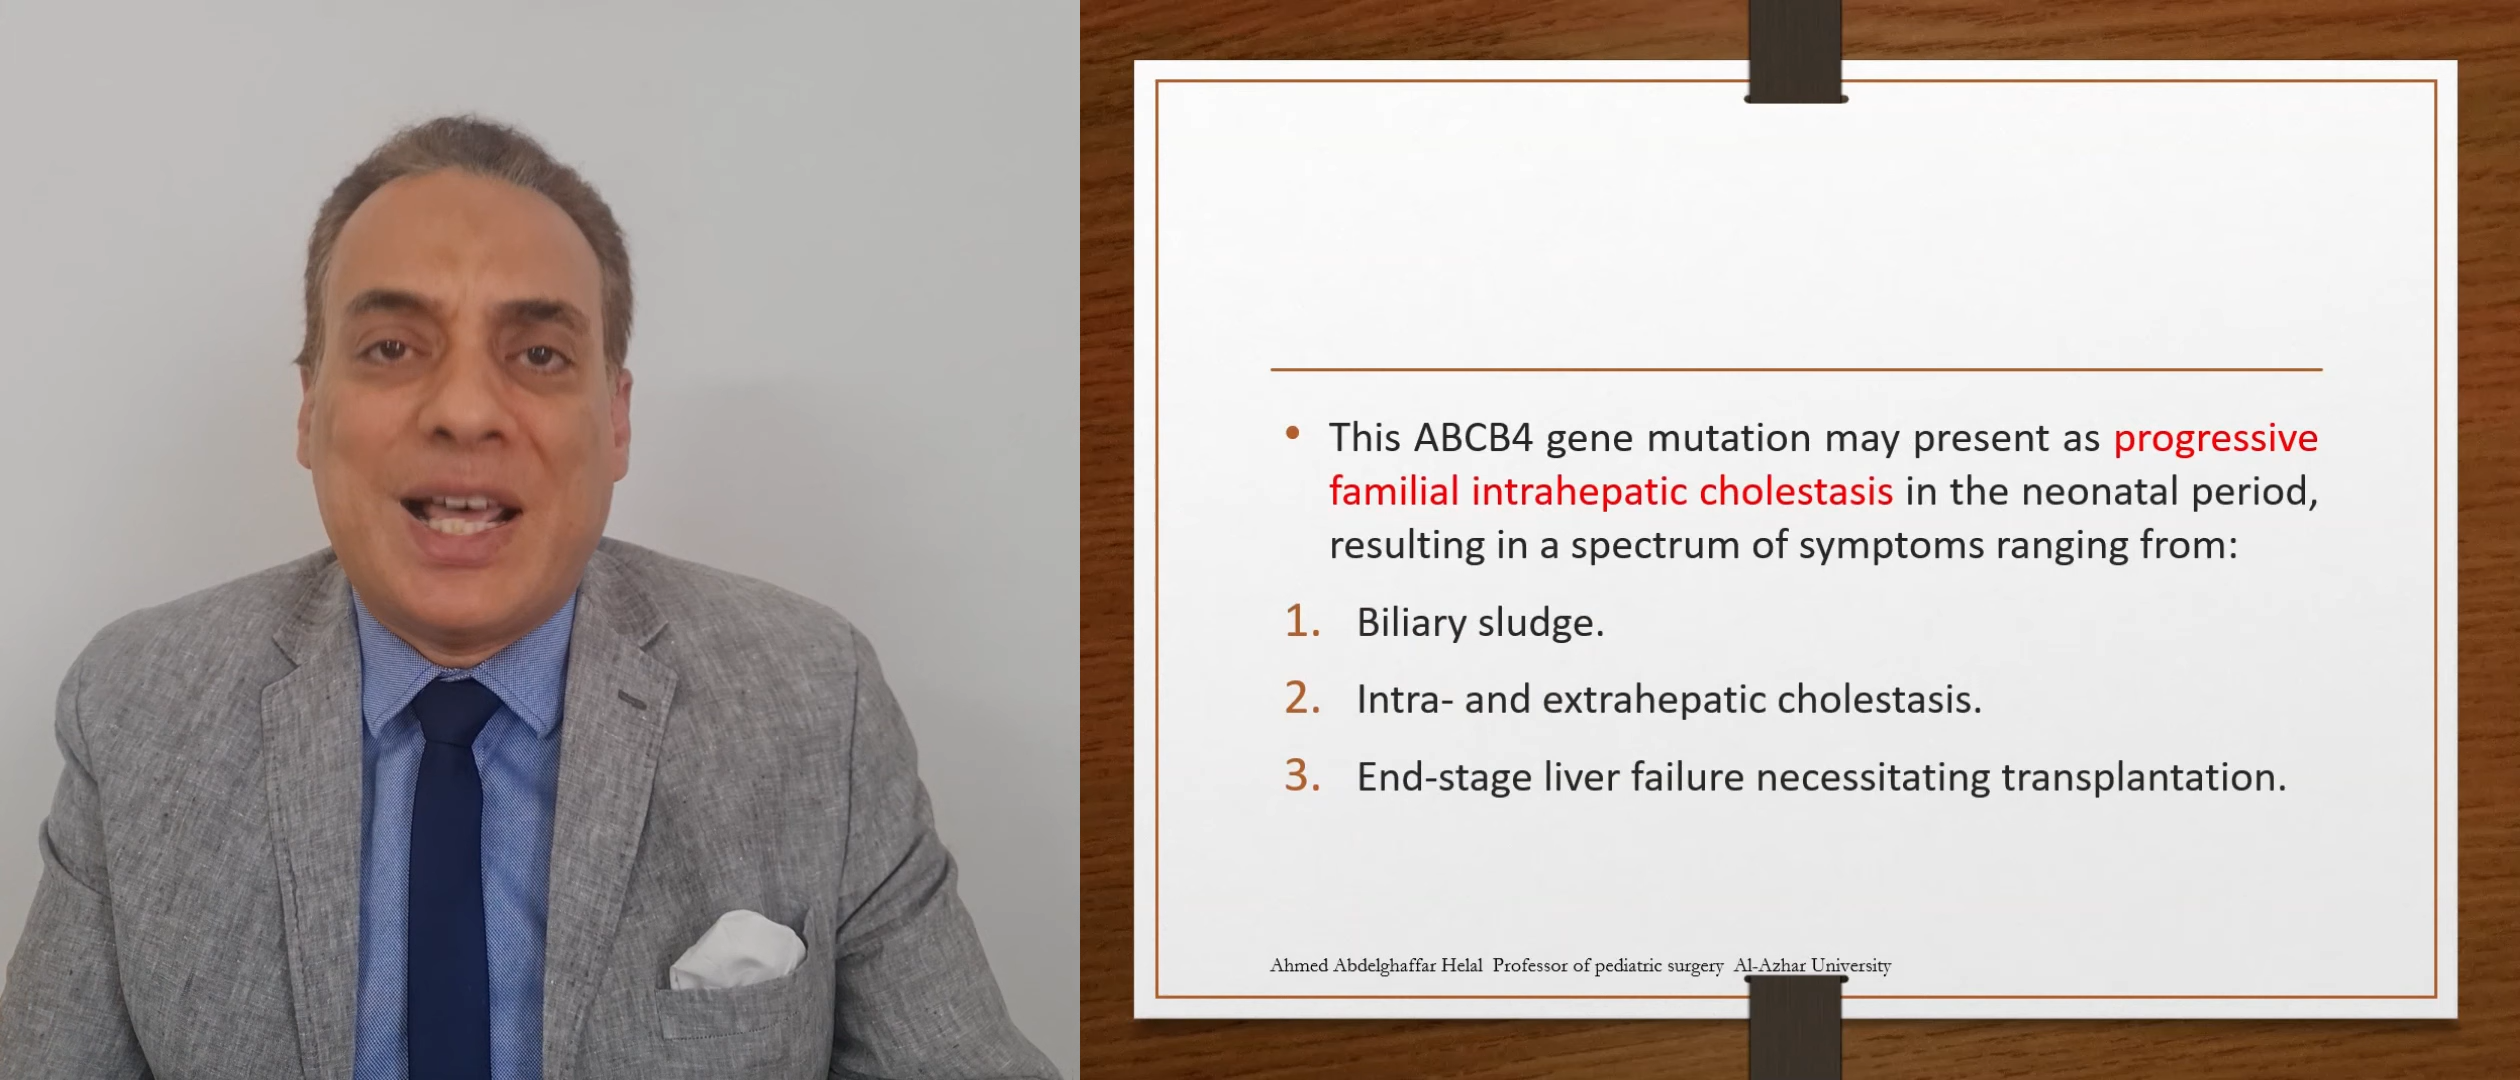 • This ABCB4 gene mutation may present as progressive
familial intrahepatic cholestasis in the neonatal period,
resulting in a spectrum of symptoms ranging from:
1. Biliary sludge.
2. Intra- and extrahepatic cholestasis.
3. End-stage liver failure necessitating transplantation.
Ahmed Abdelghaffar Helal Professor of pediatric surgery Al-Azhar University